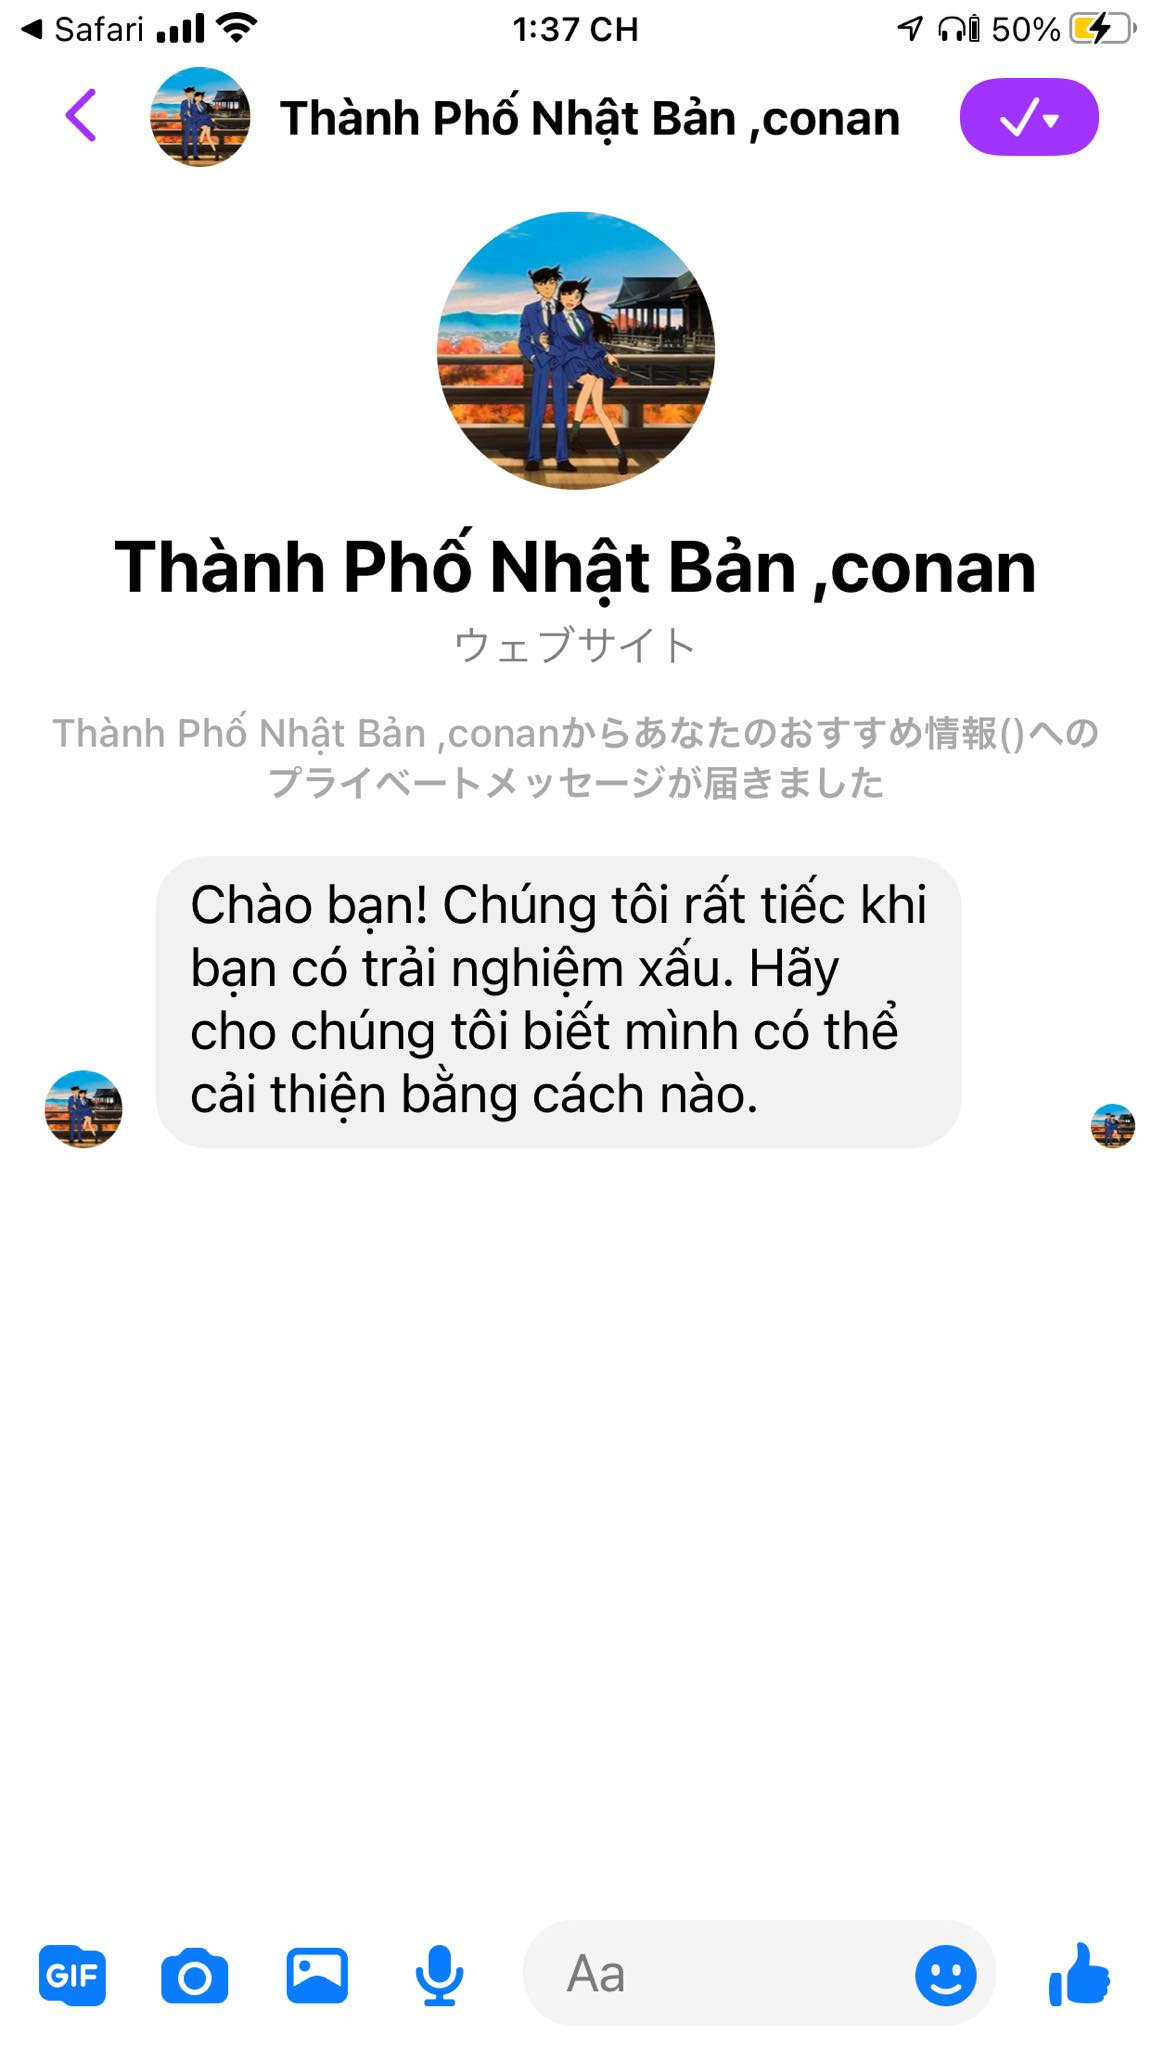 Safari
1:37 CH
50%
Thành Phố Nhật Bản ,conan
Thành Phố Nhật Bản ,conan
ウェブサイト
Thành Phố Nhật Bản ,conanからあなたのおすすめ情報()への
プライベートメッセージが届きました
Chào bạn! Chúng tôi rất tiếc khi
bạn có trải nghiệm xấu. Hãy
cho chúng tôi biết mình có thể
cải thiện bằng cách nào.
GIF
Aa